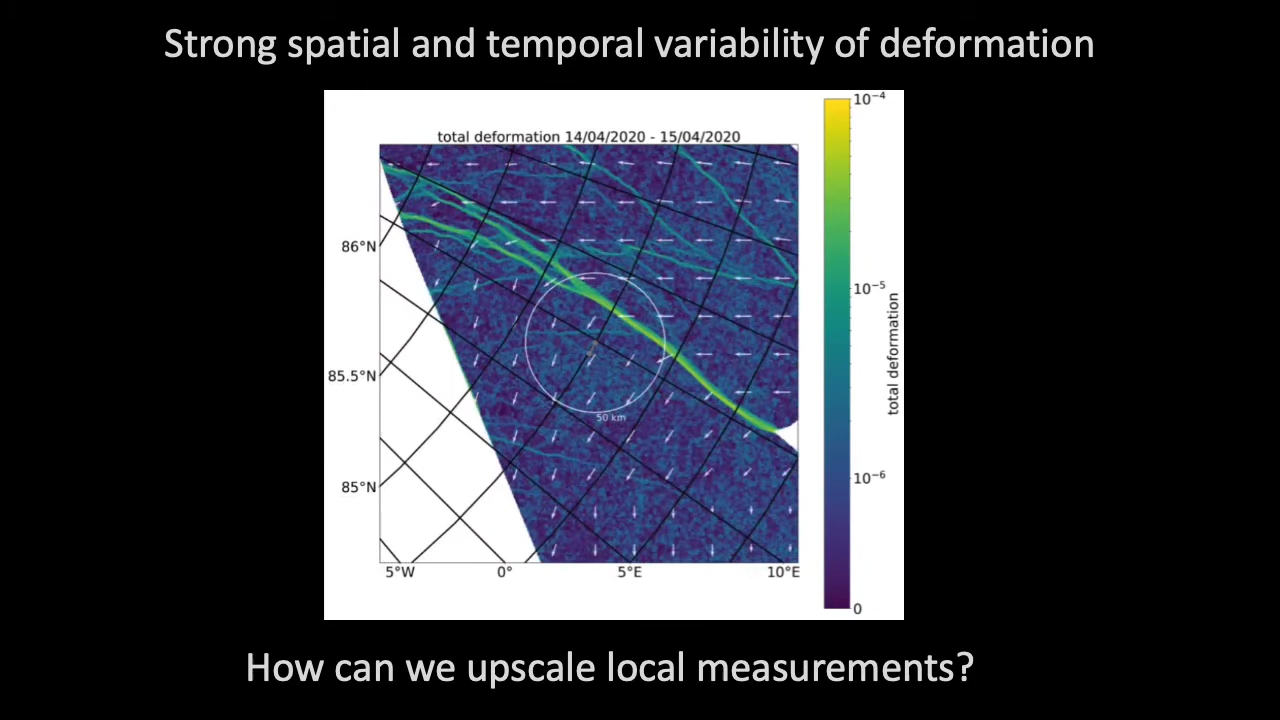 Strong spatial and temporal variability of deformation
total deformation 14/04/2020 - 15/04/2020
10⁻⁴
86°N
10⁻⁵
total deformation
85.5°N
50 km
10⁻⁶
85°N
5°W 0° 5°E 10°E
0
How can we upscale local measurements?